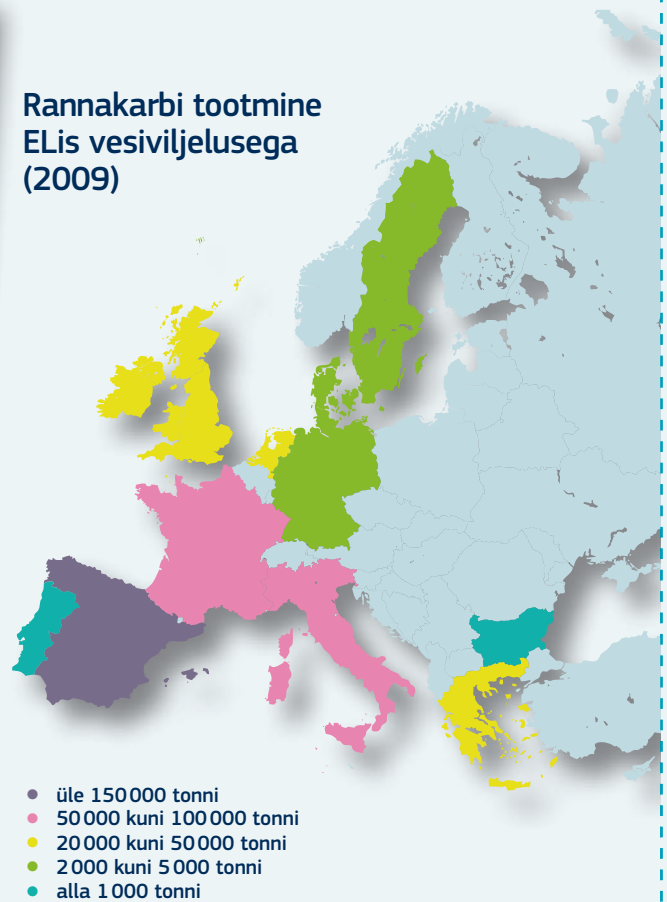 Rannakarbi tootmine
ELis vesiviljelusega
(2009)
üle 150 000 tonni
50 000 kuni 100 000 tonni
20 000 kuni 50 000 tonni
2 000 kuni 5 000 tonni
alla 1 000 tonni